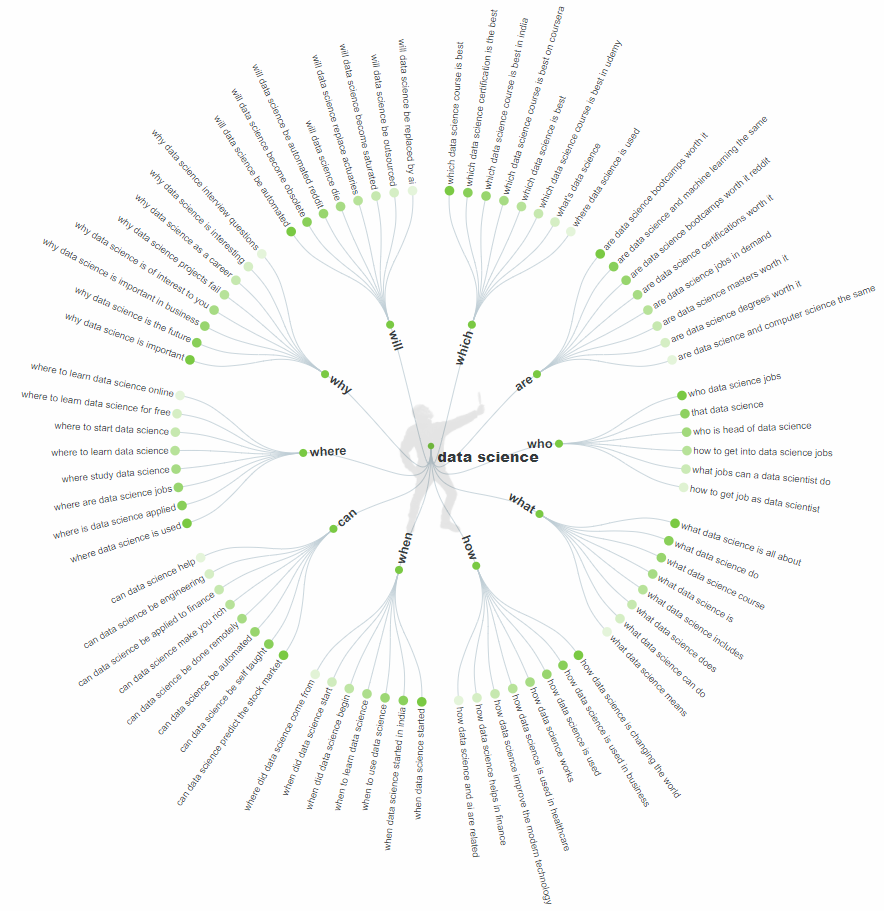 data science
will
will data science be automated
will data science become obsolete
will data science be automated reddit
will data science die
will data science replace actuaries
will data science become saturated
will data science be outsourced
will data science be replaced by ai
which
which data science course is best
which data science certification is the best
which data science course is best in india
which data science course is best on coursera
which data science is best
which data science course is best in udemy
what's data science
where data science is used
are
are data science bootcamps worth it
are data science and machine learning the same
are data science bootcamps worth it reddit
are data science certifications worth it
are data science jobs in demand
are data science masters worth it
are data science degrees worth it
are data science and computer science the same
who
who data science jobs
that data science
who is head of data science
how to get into data science jobs
what jobs can a data scientist do
how to get job as data scientist
what
what data science is all about
what data science do
what data science course
what data science is
what data science includes
what data science does
what data science can do
what data science means
how
how data science is changing the world
how data science is used in business
how data science is used
how data science works
how data science is used in healthcare
how data science improve the modern technology
how data science helps in finance
how data science and ai are related
when
when data science started
when data science started in india
when to use data science
when to learn data science
when did data science begin
when did data science start
where did data science come from
can
can data science predict the stock market
can data science be self taught
can data science be automated
can data science be done remotely
can data science make you rich
can data science be applied to finance
can data science be engineering
can data science help
where
where data science is used
where is data science applied
where are data science jobs
where study data science
where to learn data science
where to start data science
where to learn data science for free
where to learn data science online
why
why data science is important
why data science is the future
why data science is important in business
why data science is of interest to you
why data science projects fail
why data science as a career
why data science is interesting
why data science interview questions